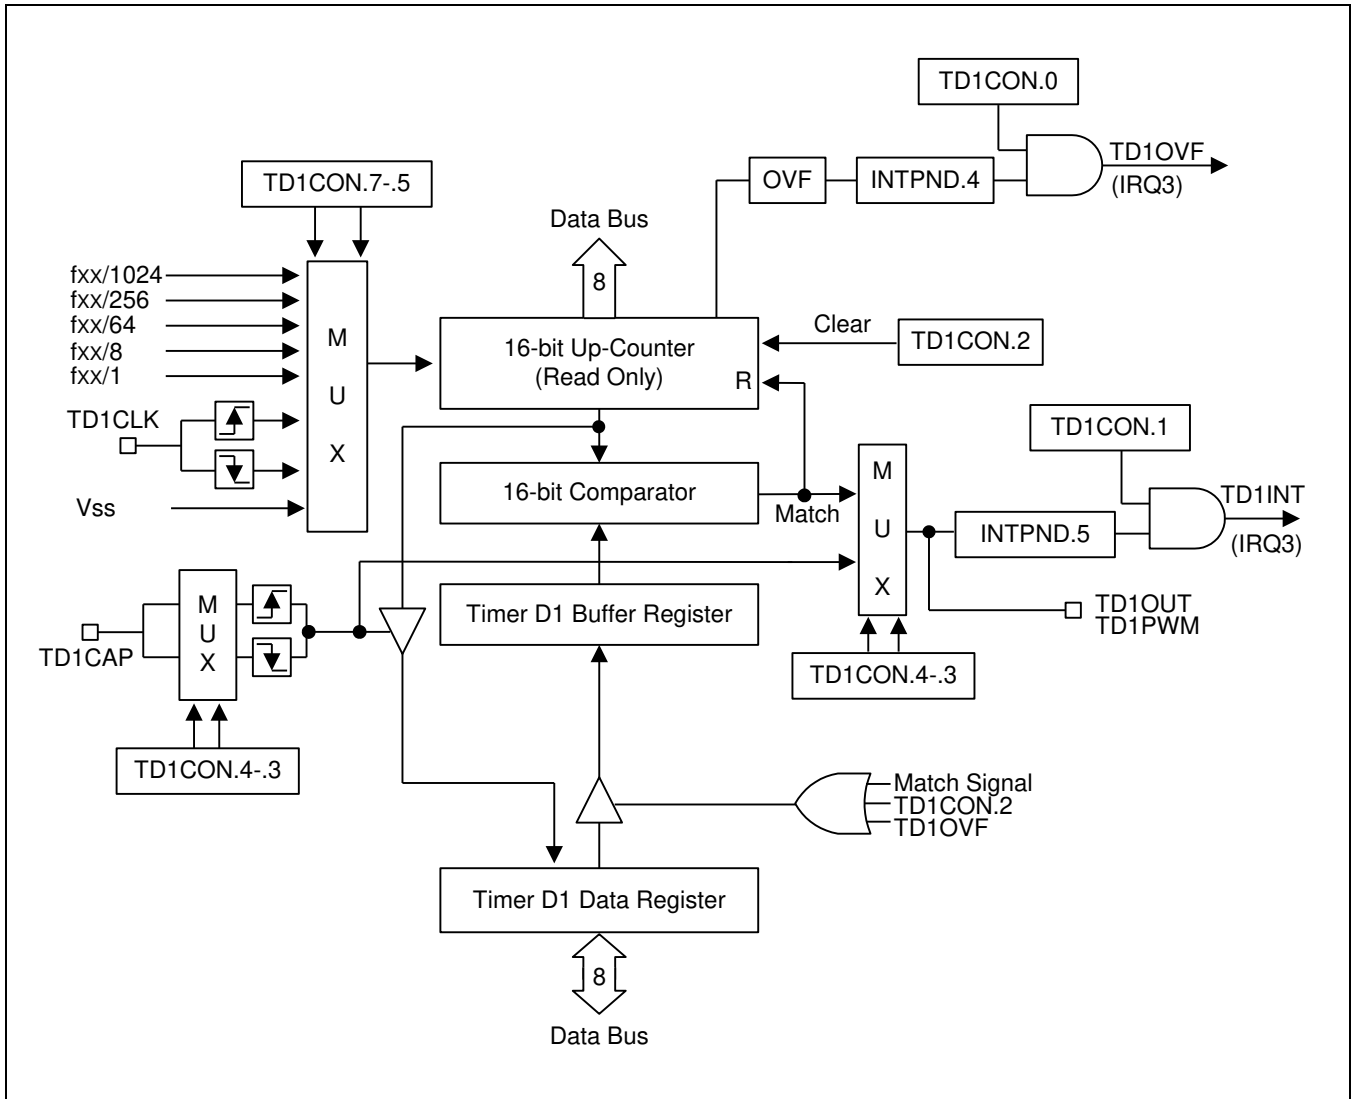 TD1CON.0
TD1OVF
(IRQ3)
OVF
INTPND.4
TD1CON.7-.5
Data Bus
8
fxx/1024
fxx/256
fxx/64
fxx/8
fxx/1
TD1CLK
Vss
M
U
X
16-bit Up-Counter
(Read Only)
R
Clear
TD1CON.2
16-bit Comparator
Match
M
U
X
TD1CON.1
INTPND.5
TD1INT
(IRQ3)
TD1OUT
TD1PWM
TD1CON.4-.3
Timer D1 Buffer Register
TD1CAP
M
U
X
TD1CON.4-.3
Match Signal
TD1CON.2
TD1OVF
Timer D1 Data Register
8
Data Bus